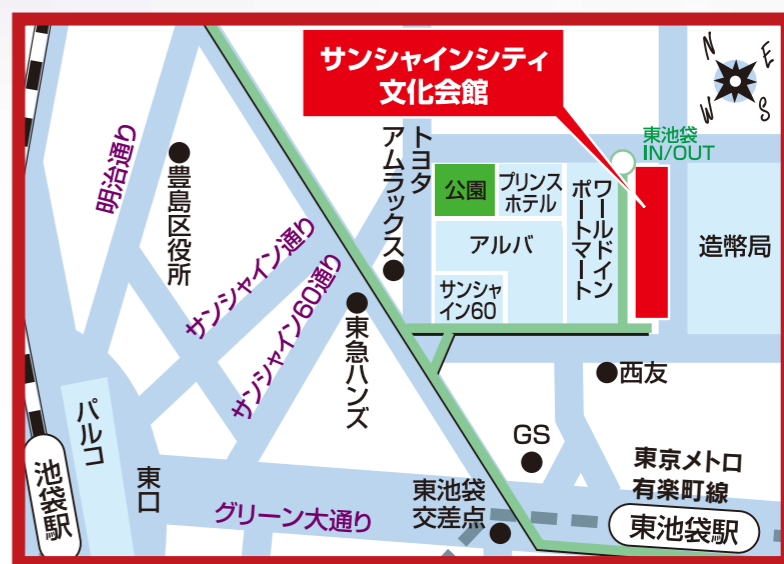 サンシャインシティ
文化会館
N
E
W
S
東池袋
IN/OUT
明治通り
豊島区役所
トヨタ
アムラックス
公園
プリンス
ホテル
ワールドイン
ポートマート
アルバ
サンシャ
イン60
造幣局
サンシャイン通り
サンシャイン60通り
東急ハンズ
西友
パルコ
池袋駅
東口
グリーン大通り
GS
東池袋
交差点
東京メトロ
有楽町線
東池袋駅